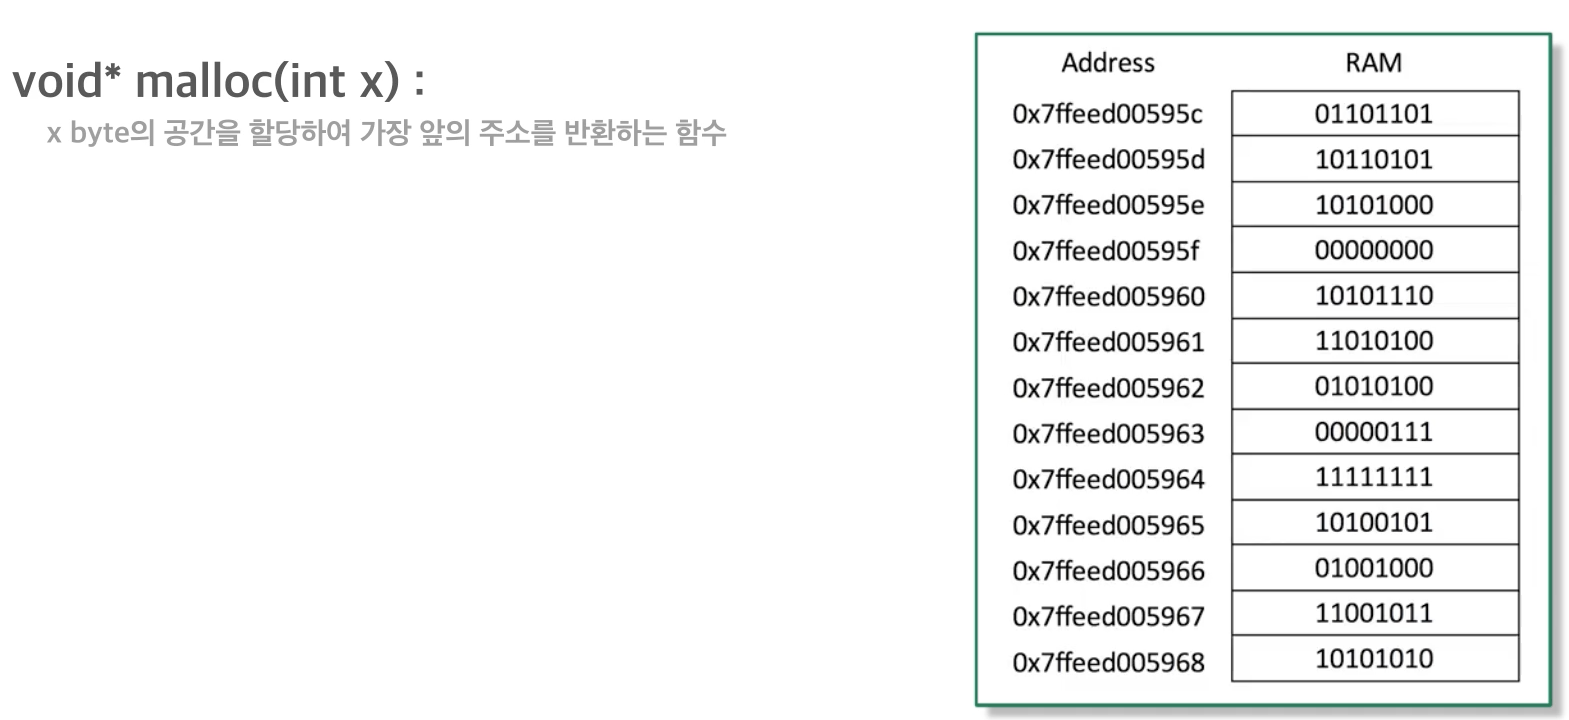 void* malloc(int x) :
x byte의 공간을 할당하여 가장 앞의 주소를 반환하는 함수
Address RAM
0x7ffeed00595c 01101101
0x7ffeed00595d 10110101
0x7ffeed00595e 10101000
0x7ffeed00595f 00000000
0x7ffeed005960 10101110
0x7ffeed005961 11010100
0x7ffeed005962 01010100
0x7ffeed005963 00000111
0x7ffeed005964 11111111
0x7ffeed005965 10100101
0x7ffeed005966 01001000
0x7ffeed005967 11001011
0x7ffeed005968 10101010